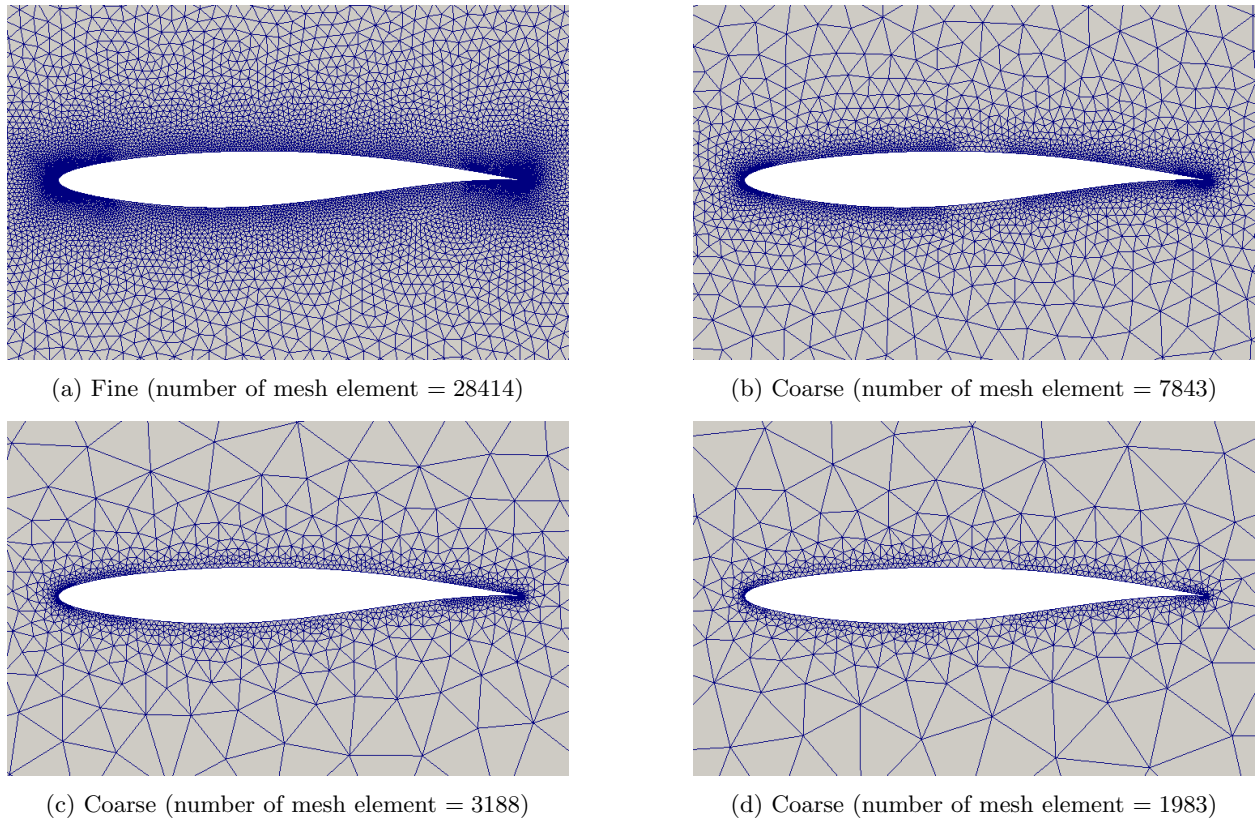 (a) Fine (number of mesh element = 28414)
(b) Coarse (number of mesh element = 7843)
(c) Coarse (number of mesh element = 3188)
(d) Coarse (number of mesh element = 1983)